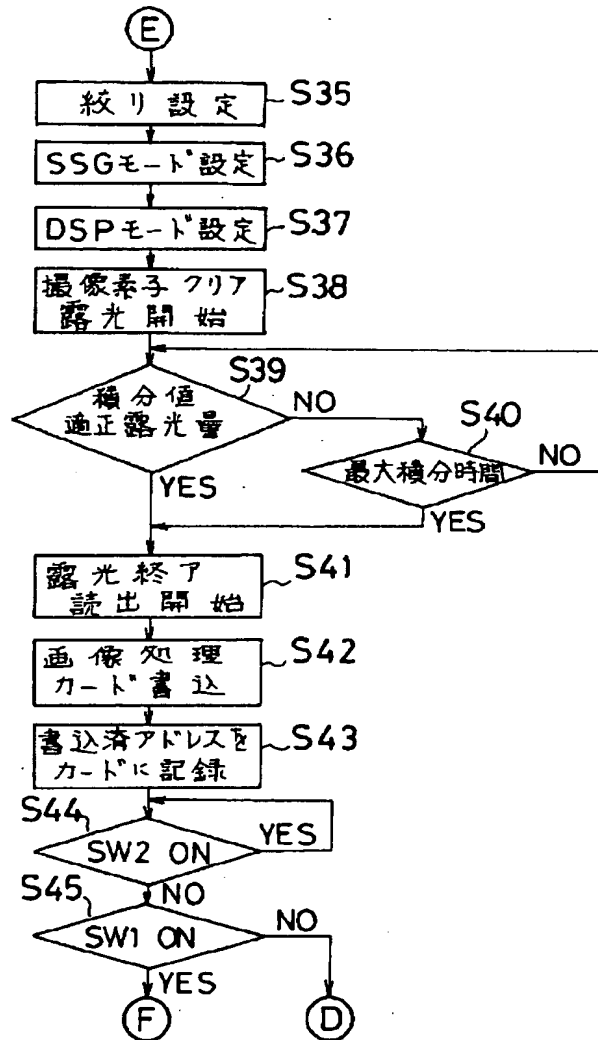 E
絞リ設定
S35
SSGモード設定
S36
DSPモード設定
S37
撮像素子クリア
露光開始
S38
S39
積分値
適正露光量
NO
S40
最大積分時間
NO
YES
YES
露光終了
読出開始
S41
画像処理
カード書込
S42
書込済アドレスを
カードに記録
S43
S44
SW2 ON
YES
NO
S45
SW1 ON
NO
YES
F
D